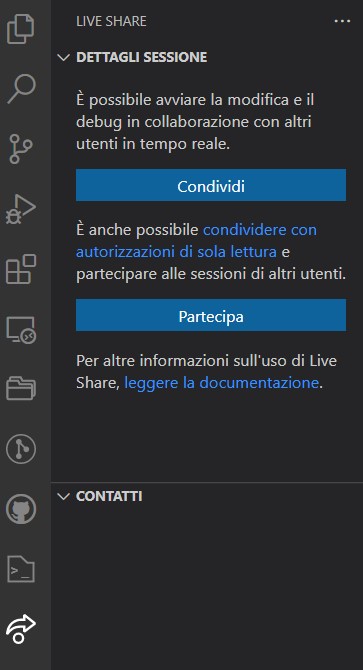 LIVE SHARE
DETTAGLI SESSIONE
È possibile avviare la modifica e il
debug in collaborazione con altri
utenti in tempo reale.
Condividi
È anche possibile condividere con
autorizzazioni di sola lettura e
partecipare alle sessioni di altri utenti.
Partecipa
Per altre informazioni sull'uso di Live
Share, leggere la documentazione.
CONTATTI